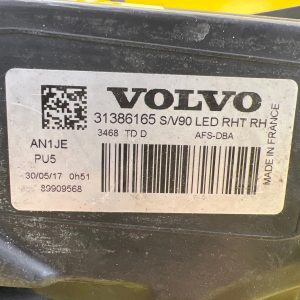 VOLVO
31386165 S/V90 LED RHT RH
3468 TD D AFS-DBA
AN1JE
PU5
30/05/17 0h51
89909568
MADE IN FRANCE